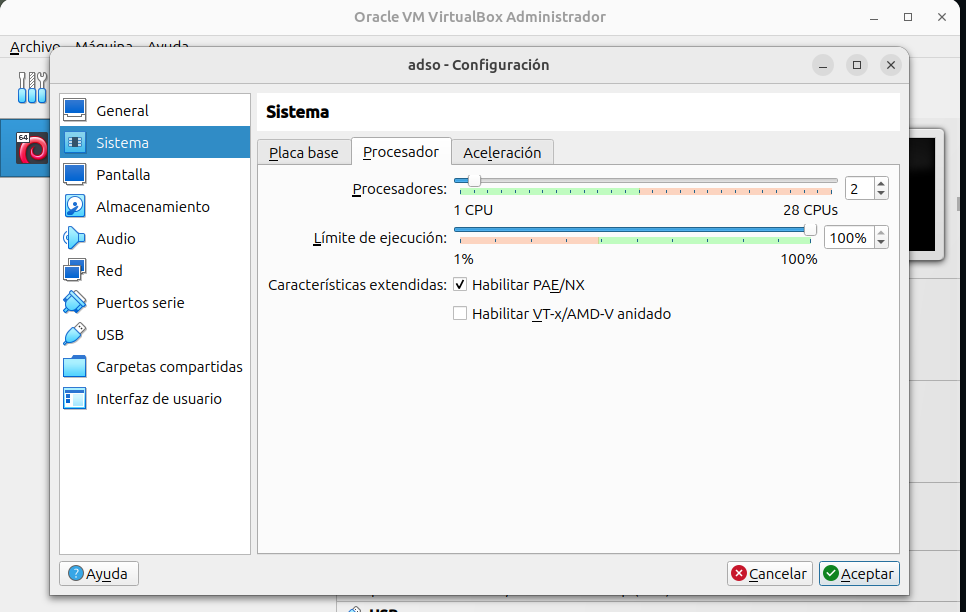 Oracle VM VirtualBox Administrador
Archivo Máquina Ayuda
adso - Configuración
64
General
Sistema
Pantalla
Almacenamiento
Audio
Red
Puertos serie
USB
Carpetas compartidas
Interfaz de usuario
Sistema
Placa base Procesador Aceleración
Procesadores: 2
1 CPU 28 CPUs
Límite de ejecución: 100%
1% 100%
Características extendidas: Habilitar PAE/NX
Habilitar VT-x/AMD-V anidado
Ayuda Cancelar Aceptar
USB